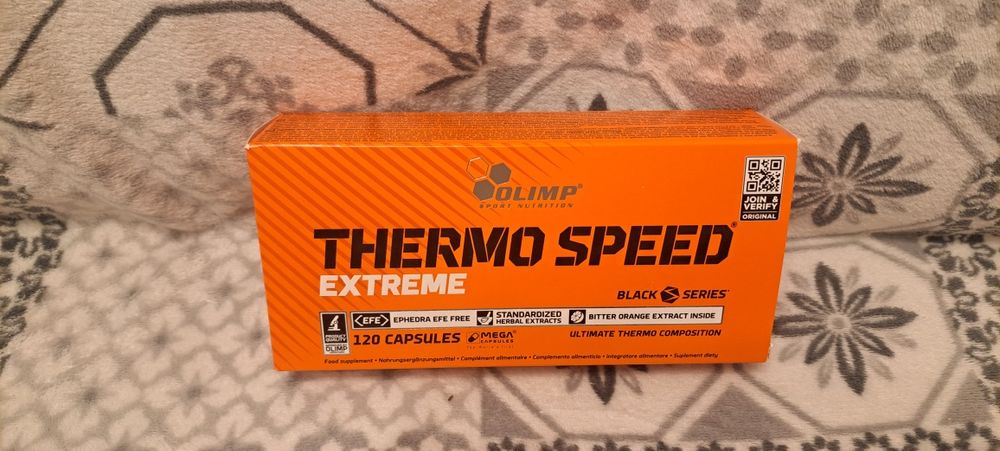 OLIMP®
SPORT NUTRITION
JOIN &
VERIFY
ORIGINAL
THERMO SPEED®
EXTREME
BLACK SERIES
EFE EPHEDRA EFE FREE
STANDARDIZED
HERBAL EXTRACTS
BITTER ORANGE EXTRACT INSIDE
4
OLIMP
120 CAPSULES
MEGA®
CAPSULES
ULTIMATE THERMO COMPOSITION
Food supplement • Nahrungsergänzungsmittel • Complément alimentaire • Complemento alimenticio • Integratore alimentare • Suplement diety